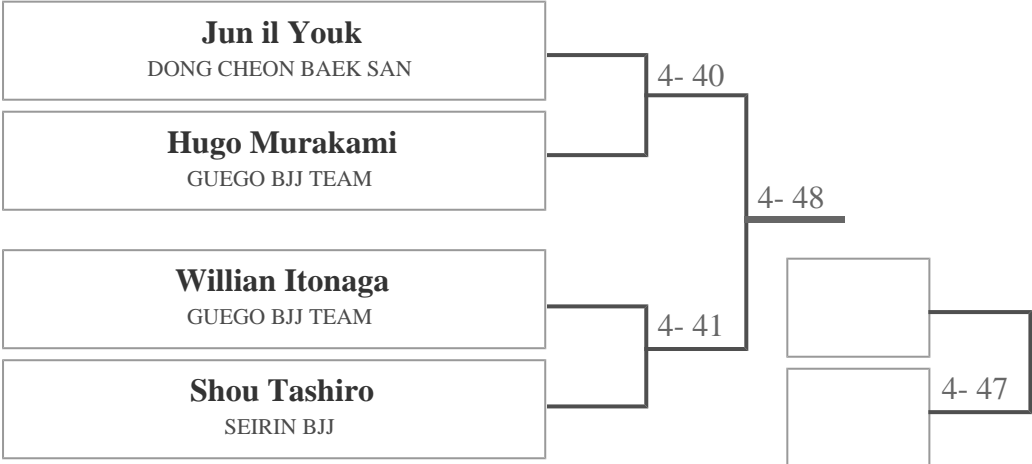 Jun il Youk
DONG CHEON BAEK SAN
4- 40
Hugo Murakami
GUEGO BJJ TEAM
4- 48
Willian Itonaga
GUEGO BJJ TEAM
4- 41
Shou Tashiro
SEIRIN BJJ
4- 47